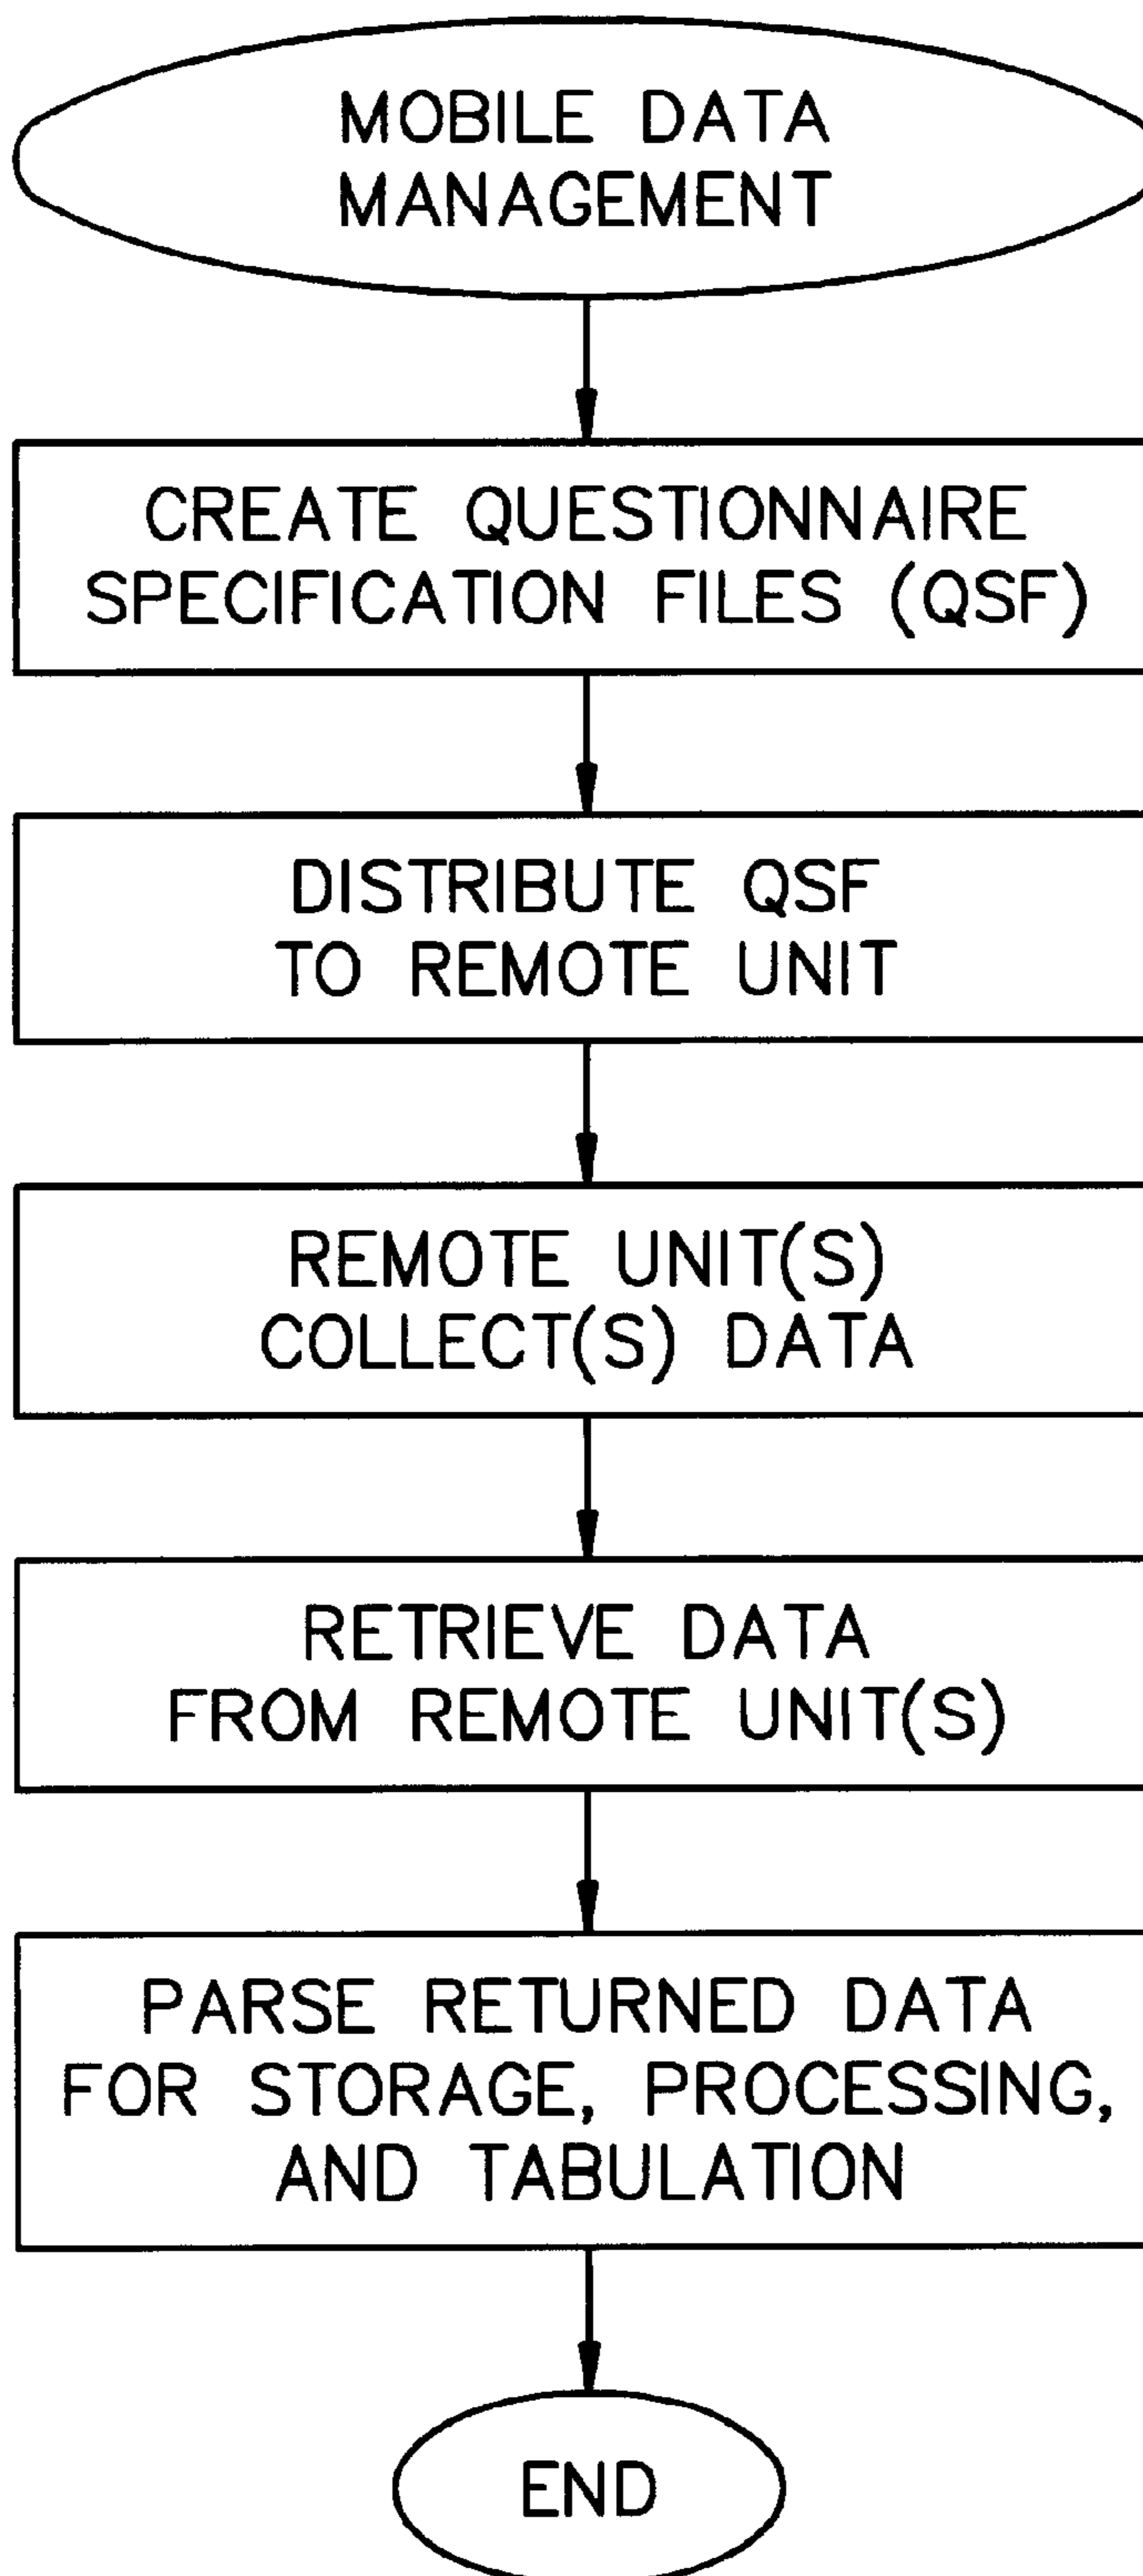 MOBILE DATA
MANAGEMENT
CREATE QUESTIONNAIRE
SPECIFICATION FILES (QSF)
DISTRIBUTE QSF
TO REMOTE UNIT
REMOTE UNIT(S)
COLLECT(S) DATA
RETRIEVE DATA
FROM REMOTE UNIT(S)
PARSE RETURNED DATA
FOR STORAGE, PROCESSING,
AND TABULATION
END